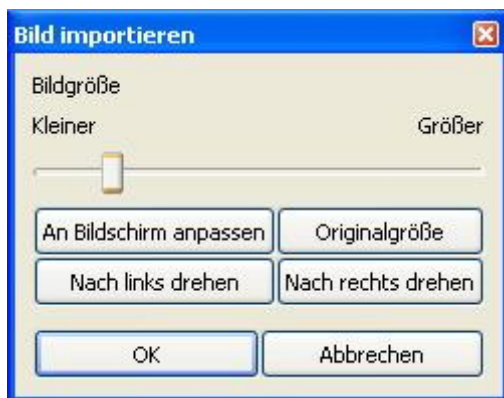 Bild importieren
Bildgröße
Kleiner Größer
An Bildschirm anpassen Originalgröße
Nach links drehen Nach rechts drehen
OK Abbrechen